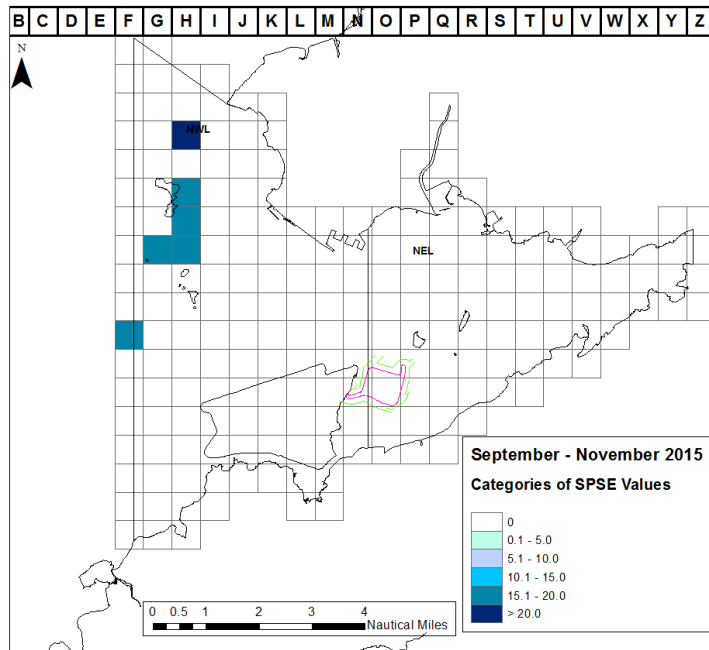 B C D E F G H I J K L M N O P Q R S T U V W X Y Z
N
NWL
NEL
September - November 2015
Categories of SPSE Values
0
0.1 - 5.0
5.1 - 10.0
10.1 - 15.0
15.1 - 20.0
> 20.0
0 0.5 1 2 3 4
Nautical Miles